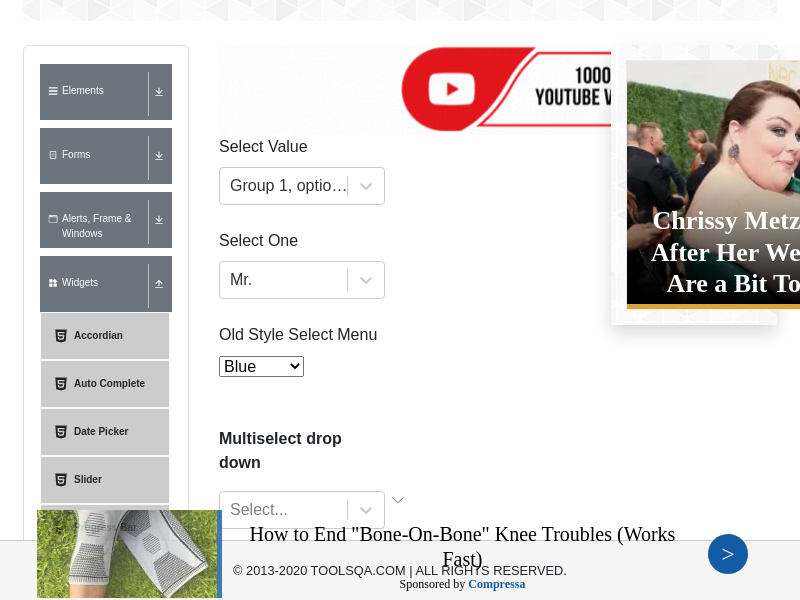 1000
YOUTUBE V
Elements
Forms
Alerts, Frame &
Windows
Widgets
Accordian
Auto Complete
Date Picker
Slider
Progress Bar
Select Value
Group 1, optio...
Select One
Mr.
Old Style Select Menu
Blue
Multiselect drop
down
Select...
Chrissy Metz
After Her We
Are a Bit To
How to End "Bone-On-Bone" Knee Troubles (Works
Fast)
© 2013-2020 TOOLSQA.COM | ALL RIGHTS RESERVED.
Sponsored by Compressa
>